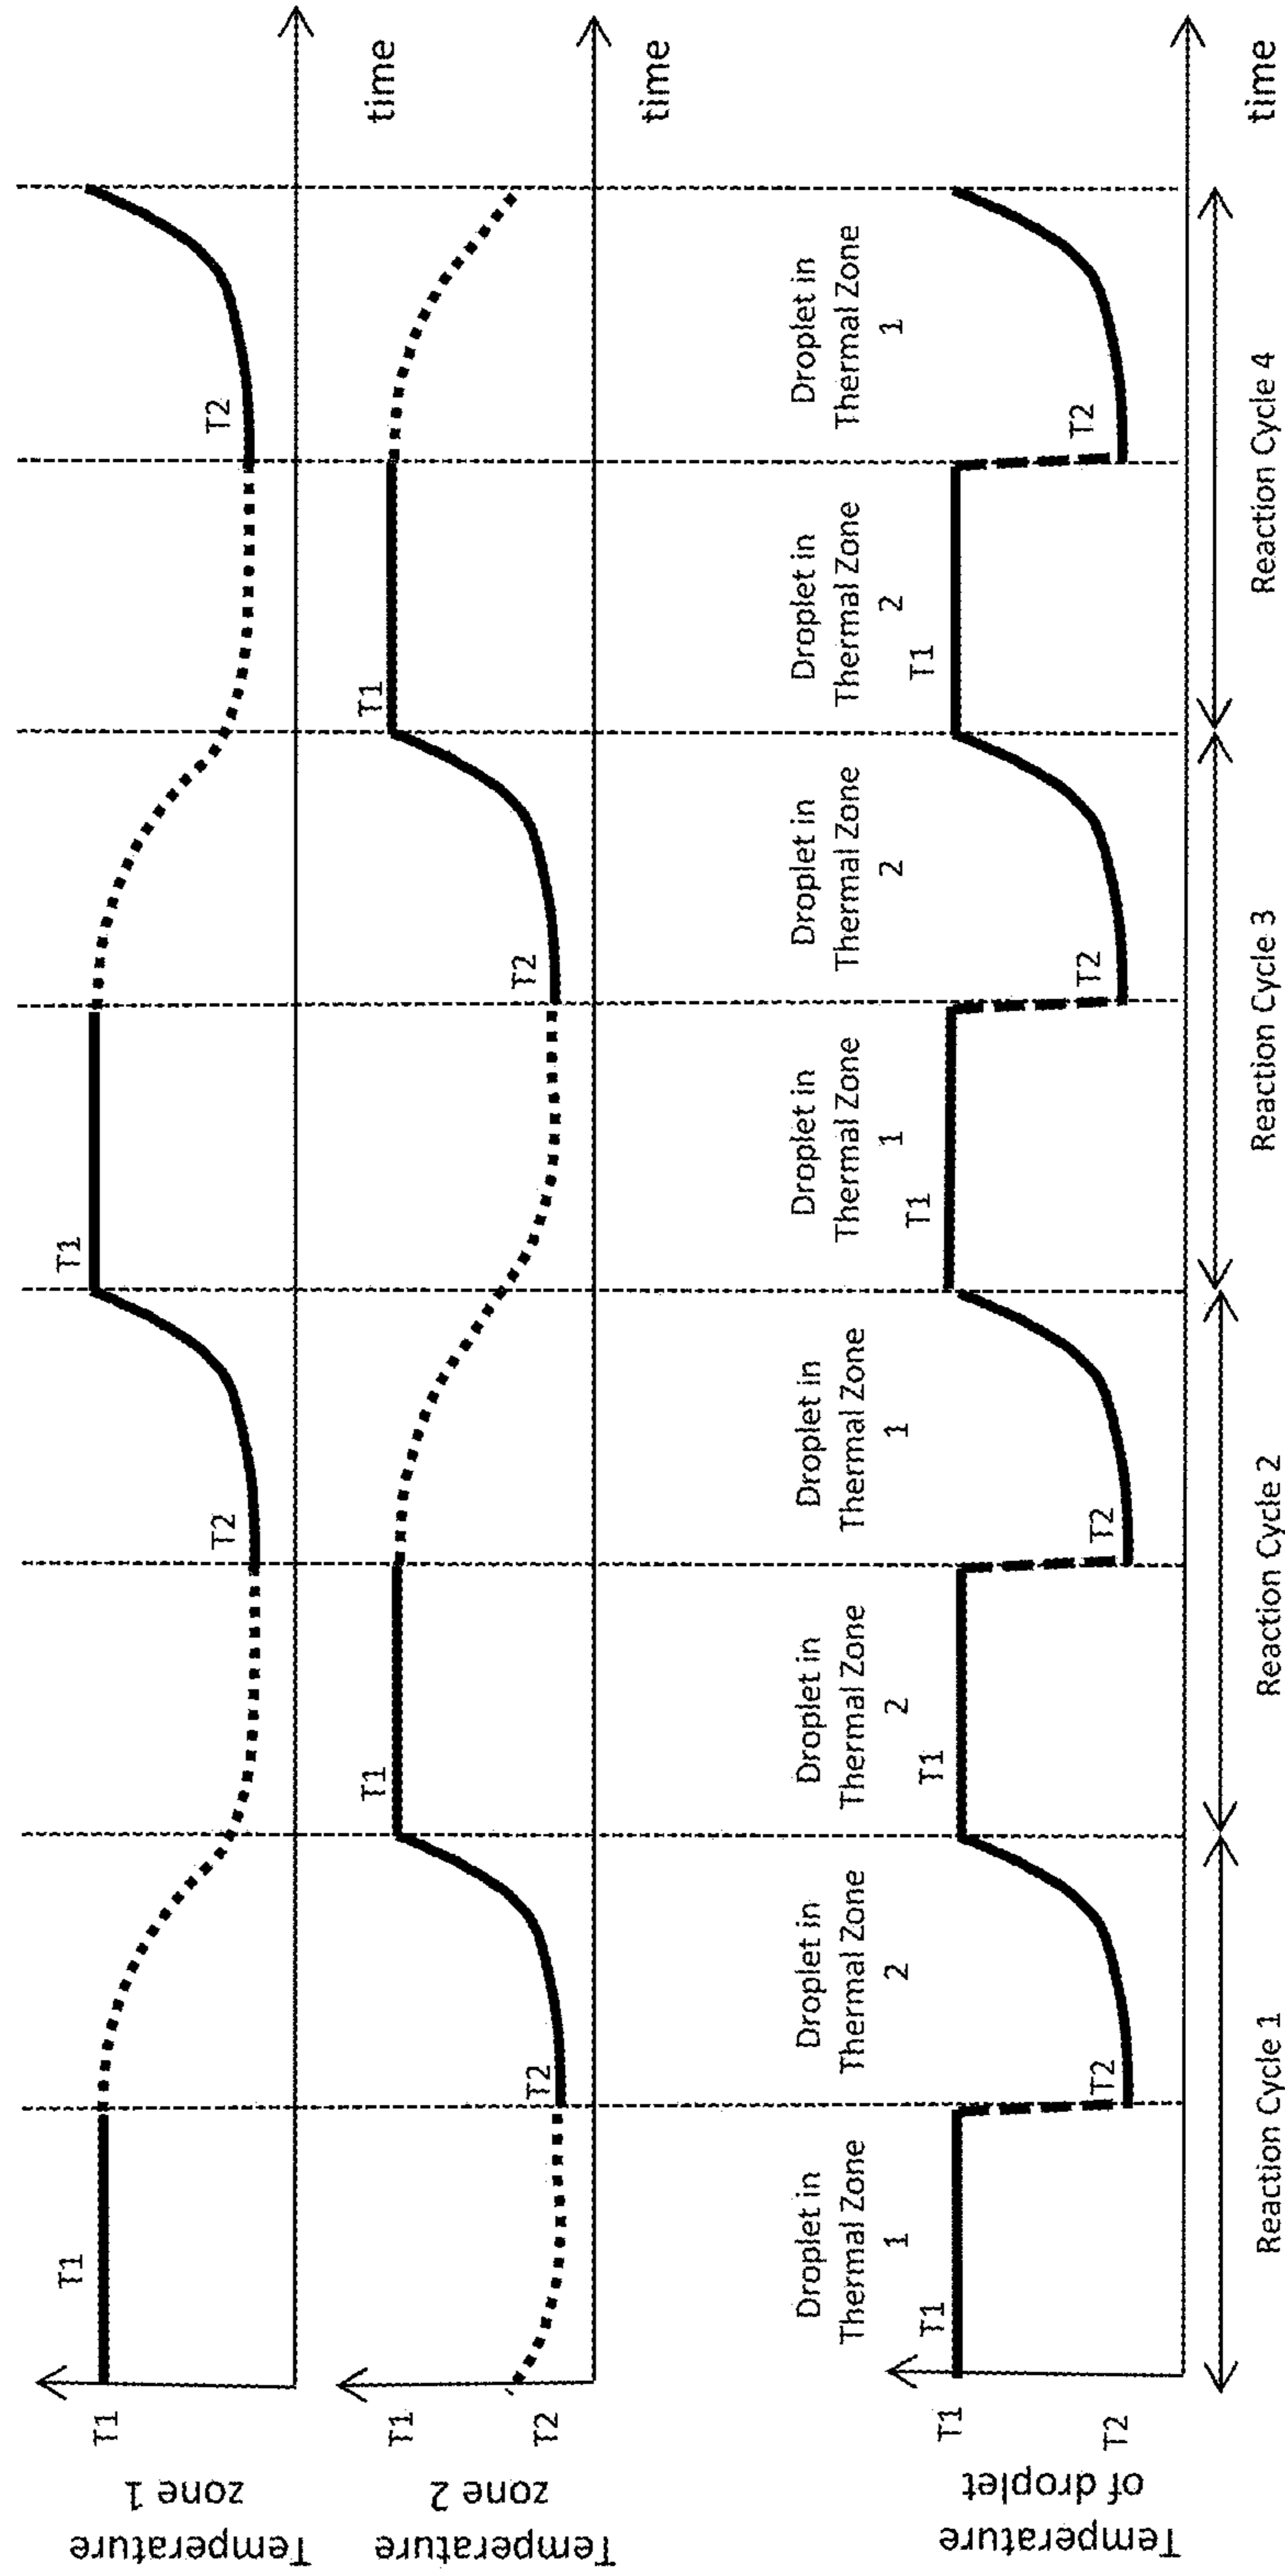 Temperature
zone 1
T1
T1
T2
T1
T2
time
Temperature
zone 2
T1
T2
T2
T1
T2
T1
time
Droplet in
Thermal Zone
1
Droplet in
Thermal Zone
2
Droplet in
Thermal Zone
2
Droplet in
Thermal Zone
1
Droplet in
Thermal Zone
1
Droplet in
Thermal Zone
2
Droplet in
Thermal Zone
2
Droplet in
Thermal Zone
1
Temperature
of droplet
T1
T2
T1
T2
T1
T2
T1
T2
T1
T2
time
Reaction Cycle 1
Reaction Cycle 2
Reaction Cycle 3
Reaction Cycle 4